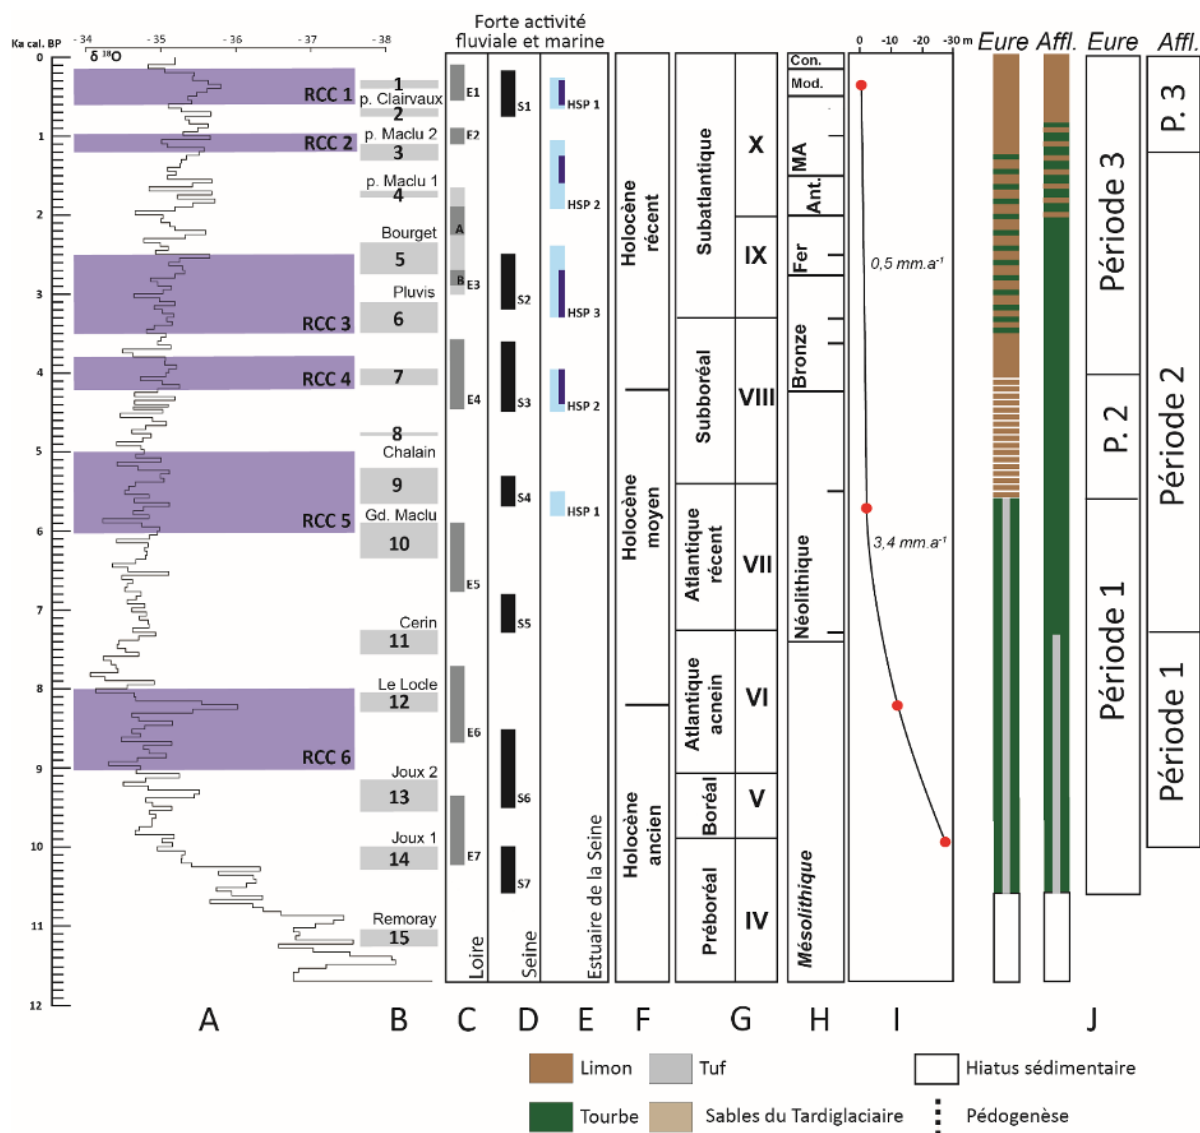 Forte activité
fluviale et marine
- 34
-35
-36
-37
-38
Ka cal. BP
δ ¹⁸O
0
1
2
3
4
5
6
7
8
9
10
11
12
RCC 1
RCC 2
RCC 3
RCC 4
RCC 5
RCC 6
A
1
p. Clairvaux
2
p. Maclu 2
3
p. Maclu 1
4
Bourget
5
Pluvis
6
7
8
Chalain
9
Gd. Maclu
10
Cerin
11
Le Locle
12
Joux 2
13
Joux 1
14
Remoray
15
B
E1
E2
A
B
E3
E4
E5
E6
E7
Loire
C
S1
S2
S3
S4
S5
S6
S7
Seine
D
HSP 1
HSP 2
HSP 3
HSP 2
HSP 1
Estuaire de la Seine
E
Holocène
récent
Holocène
moyen
Holocène
ancien
F
Subatlantique
Subboréal
Atlantique
récent
Atlantique
acnein
Boréal
Préboréal
X
IX
VIII
VII
VI
V
IV
G
Con.
Mod.
MA
Ant.
Fer
Bronze
Néolithique
Mésolithique
H
0
-10
-20
-30 m
0,5 mm.a⁻¹
3,4 mm.a⁻¹
I
Eure
Affl.
Eure
Affl.
Période 3
P. 2
Période 1
P. 3
Période 2
Période 1
J
Limon
Tuf
Hiatus sédimentaire
Tourbe
Sables du Tardiglaciaire
Pédogenèse